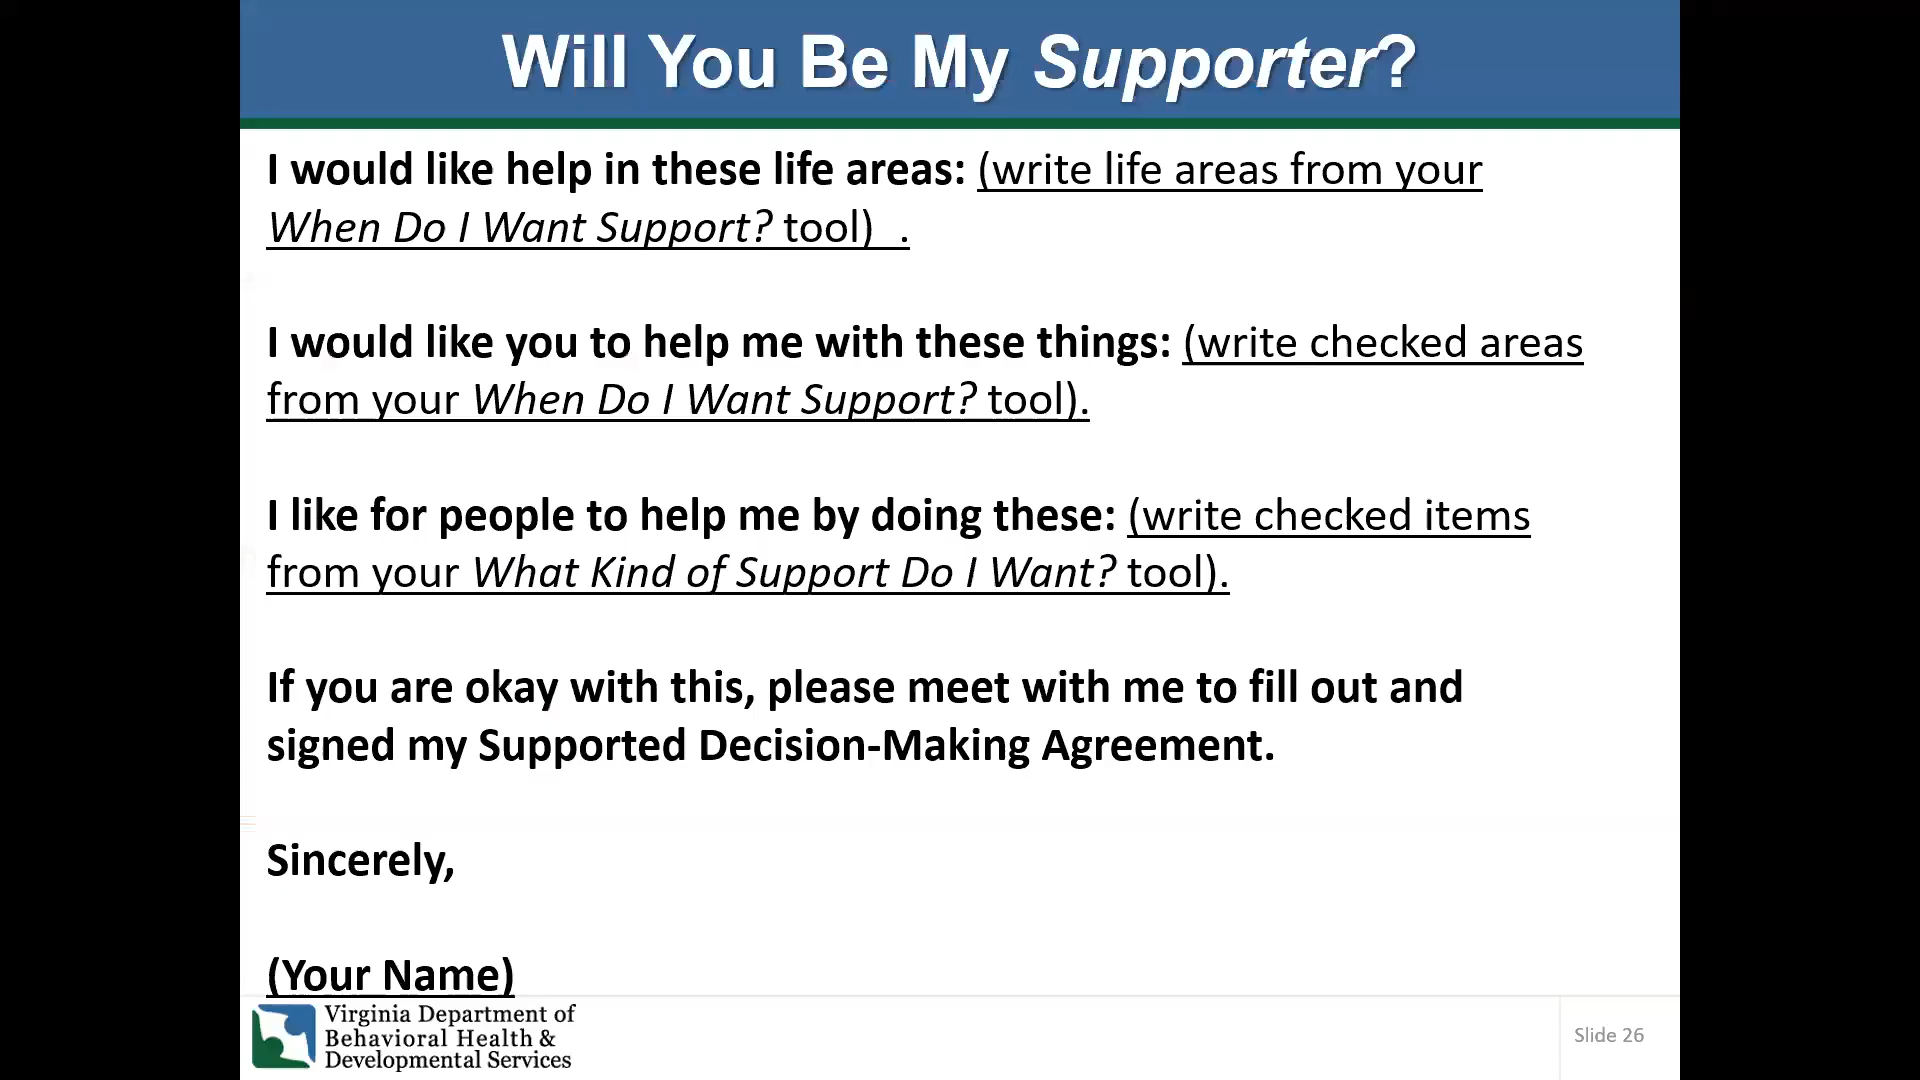 Will You Be My Supporter?
I would like help in these life areas: (write life areas from your
When Do I Want Support? tool)  .
I would like you to help me with these things: (write checked areas
from your When Do I Want Support? tool).
I like for people to help me by doing these: (write checked items
from your What Kind of Support Do I Want? tool).
If you are okay with this, please meet with me to fill out and
signed my Supported Decision-Making Agreement.
Sincerely,
(Your Name)
Virginia Department of
Behavioral Health &
Developmental Services
Slide 26